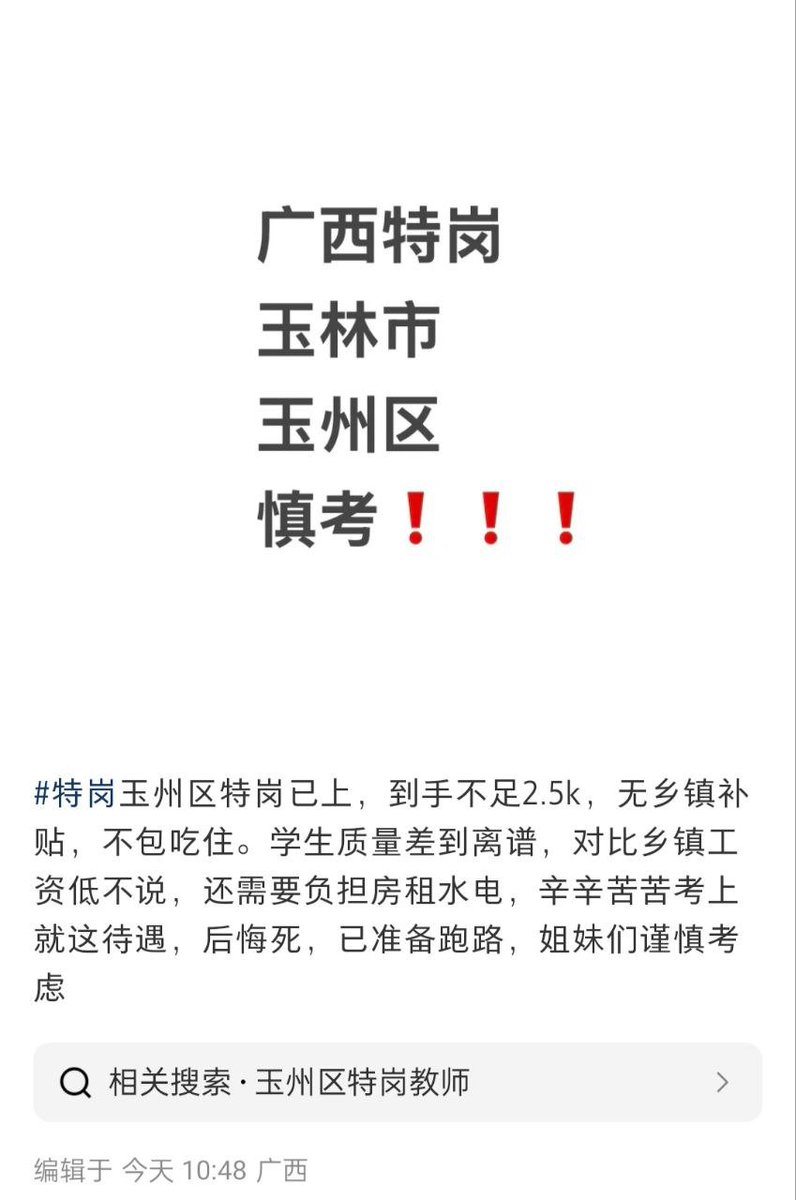 广西特岗
玉林市
玉州区
慎考❗❗❗
#特岗玉州区特岗已上，到手不足2.5k，无乡镇补
贴，不包吃住。学生质量差到离谱，对比乡镇工
资低不说，还需要负担房租水电，辛辛苦苦考上
就这待遇，后悔死，已准备跑路，姐妹们谨慎考
虑
相关搜索·玉州区特岗教师
编辑于 今天 10:48 广西